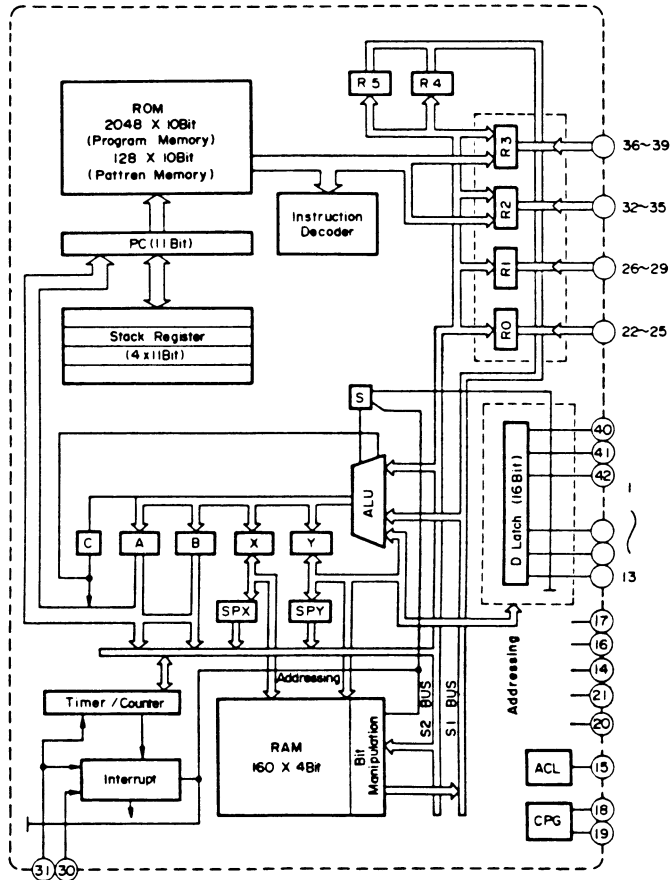 R5
R4
ROM
2048 X 10Bit
(Program Memory)
128 X 10Bit
(Pattren Memory)
R3
36~39
Instruction
Decoder
R2
32~35
PC(11Bit)
R1
26~29
Stack Register
(4x11Bit)
R0
22~25
S
40
41
42
D Latch (16Bit)
1
13
ALU
C
A
B
X
Y
SPX
SPY
17
16
14
21
20
Addressing
Addressing
Timer/Counter
S2 BUS
S1 BUS
RAM
160 X 4Bit
Bit
Manipulation
Interrupt
ACL
15
CPG
18
19
31
30